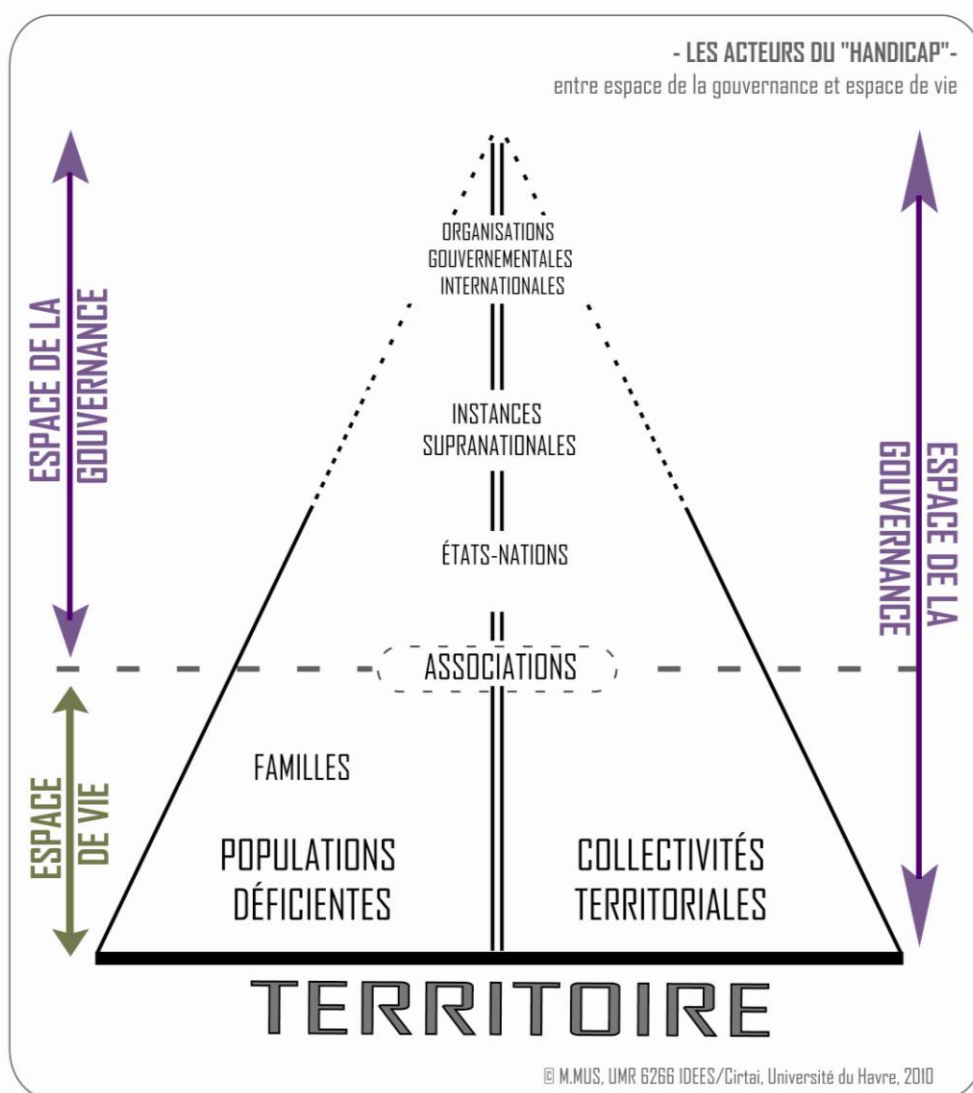 - LES ACTEURS DU "HANDICAP"-
entre espace de la gouvernance et espace de vie
ESPACE DE LA
GOUVERNANCE
ORGANISATIONS
GOUVERNEMENTALES
INTERNATIONALES
INSTANCES
SUPRANATIONALES
ÉTATS-NATIONS
ESPACE DE LA
GOUVERNANCE
ASSOCIATIONS
ESPACE
DE VIE
FAMILLES
POPULATIONS
DÉFICIENTES
COLLECTIVITÉS
TERRITORIALES
TERRITOIRE
© M.MUS, UMR 6266 IDEES/Cirtai, Université du Havre, 2010